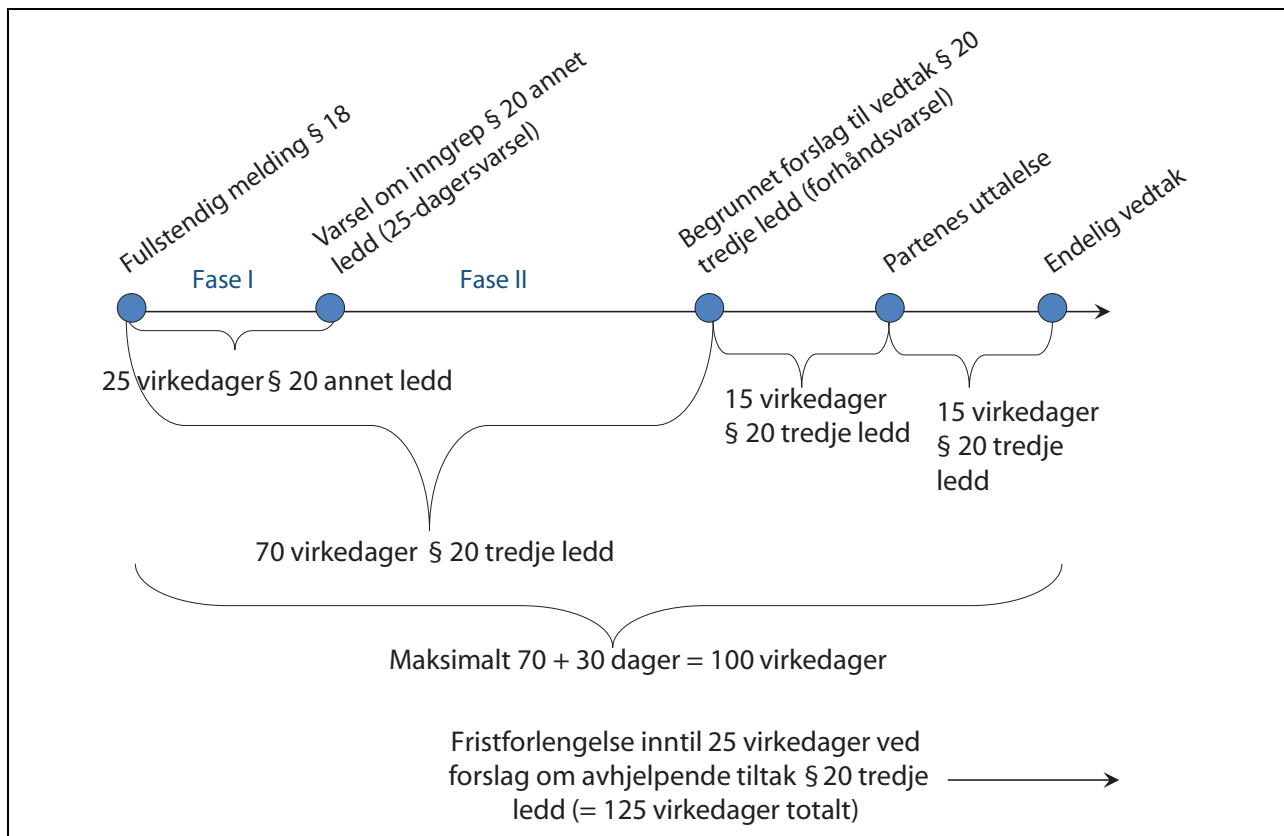 Fullstendig melding § 18
Varsel om inngrep § 20 annet
ledd (25-dagersvarsel)
Begrunnet forslag til vedtak § 20
tredje ledd (forhåndsvarsel)
Partenes uttalelse
Endelig vedtak
Fase I
Fase II
25 virkedager § 20 annet ledd
15 virkedager
§ 20 tredje ledd
15 virkedager
§ 20 tredje
ledd
70 virkedager § 20 tredje ledd
Maksimalt 70 + 30 dager = 100 virkedager
Fristforlengelse inntil 25 virkedager ved
forslag om avhjelpende tiltak § 20 tredje
ledd (= 125 virkedager totalt)